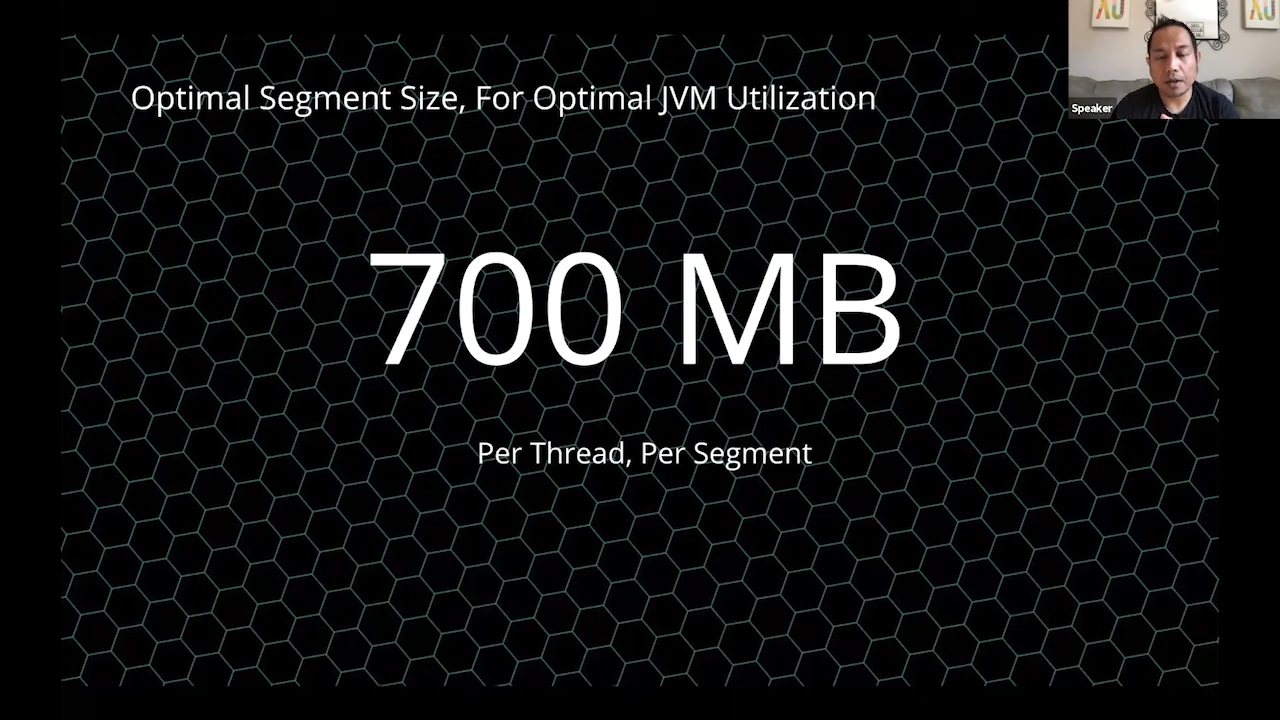 Optimal Segment Size, For Optimal JVM Utilization
Speaker
700 MB
Per Thread, Per Segment